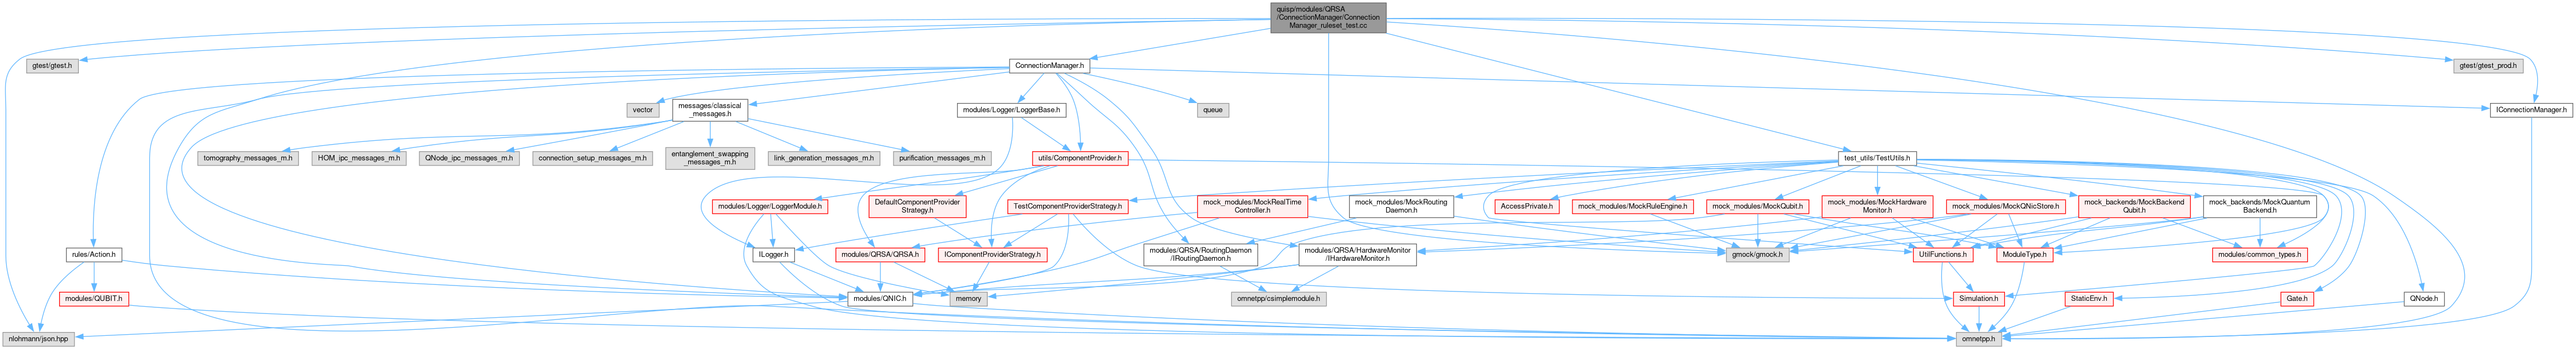 quisp/modules/QRSA
/ConnectionManager/Connection
Manager_ruleset_test.cc
gtest/gtest.h
ConnectionManager.h
gtest/gtest_prod.h
vector
messages/classical
_messages.h
modules/Logger/LoggerBase.h
queue
IConnectionManager.h
tomography_messages_m.h
HOM_ipc_messages_m.h
QNode_ipc_messages_m.h
connection_setup_messages_m.h
entanglement_swapping
_messages_m.h
link_generation_messages_m.h
purification_messages_m.h
utils/ComponentProvider.h
test_utils/TestUtils.h
modules/Logger/LoggerModule.h
DefaultComponentProvider
Strategy.h
TestComponentProviderStrategy.h
mock_modules/MockRealTime
Controller.h
mock_modules/MockRouting
Daemon.h
AccessPrivate.h
mock_modules/MockRuleEngine.h
mock_modules/MockQubit.h
mock_modules/MockHardware
Monitor.h
mock_modules/MockQNicStore.h
mock_backends/MockBackend
Qubit.h
mock_backends/MockQuantum
Backend.h
rules/Action.h
ILogger.h
modules/QRSA/QRSA.h
IComponentProviderStrategy.h
modules/QRSA/RoutingDaemon
/IRoutingDaemon.h
modules/QRSA/HardwareMonitor
/IHardwareMonitor.h
gmock/gmock.h
UtilFunctions.h
ModuleType.h
modules/common_types.h
modules/QUBIT.h
modules/QNIC.h
memory
omnetpp/csimplemodule.h
Simulation.h
StaticEnv.h
Gate.h
QNode.h
nlohmann/json.hpp
omnetpp.h